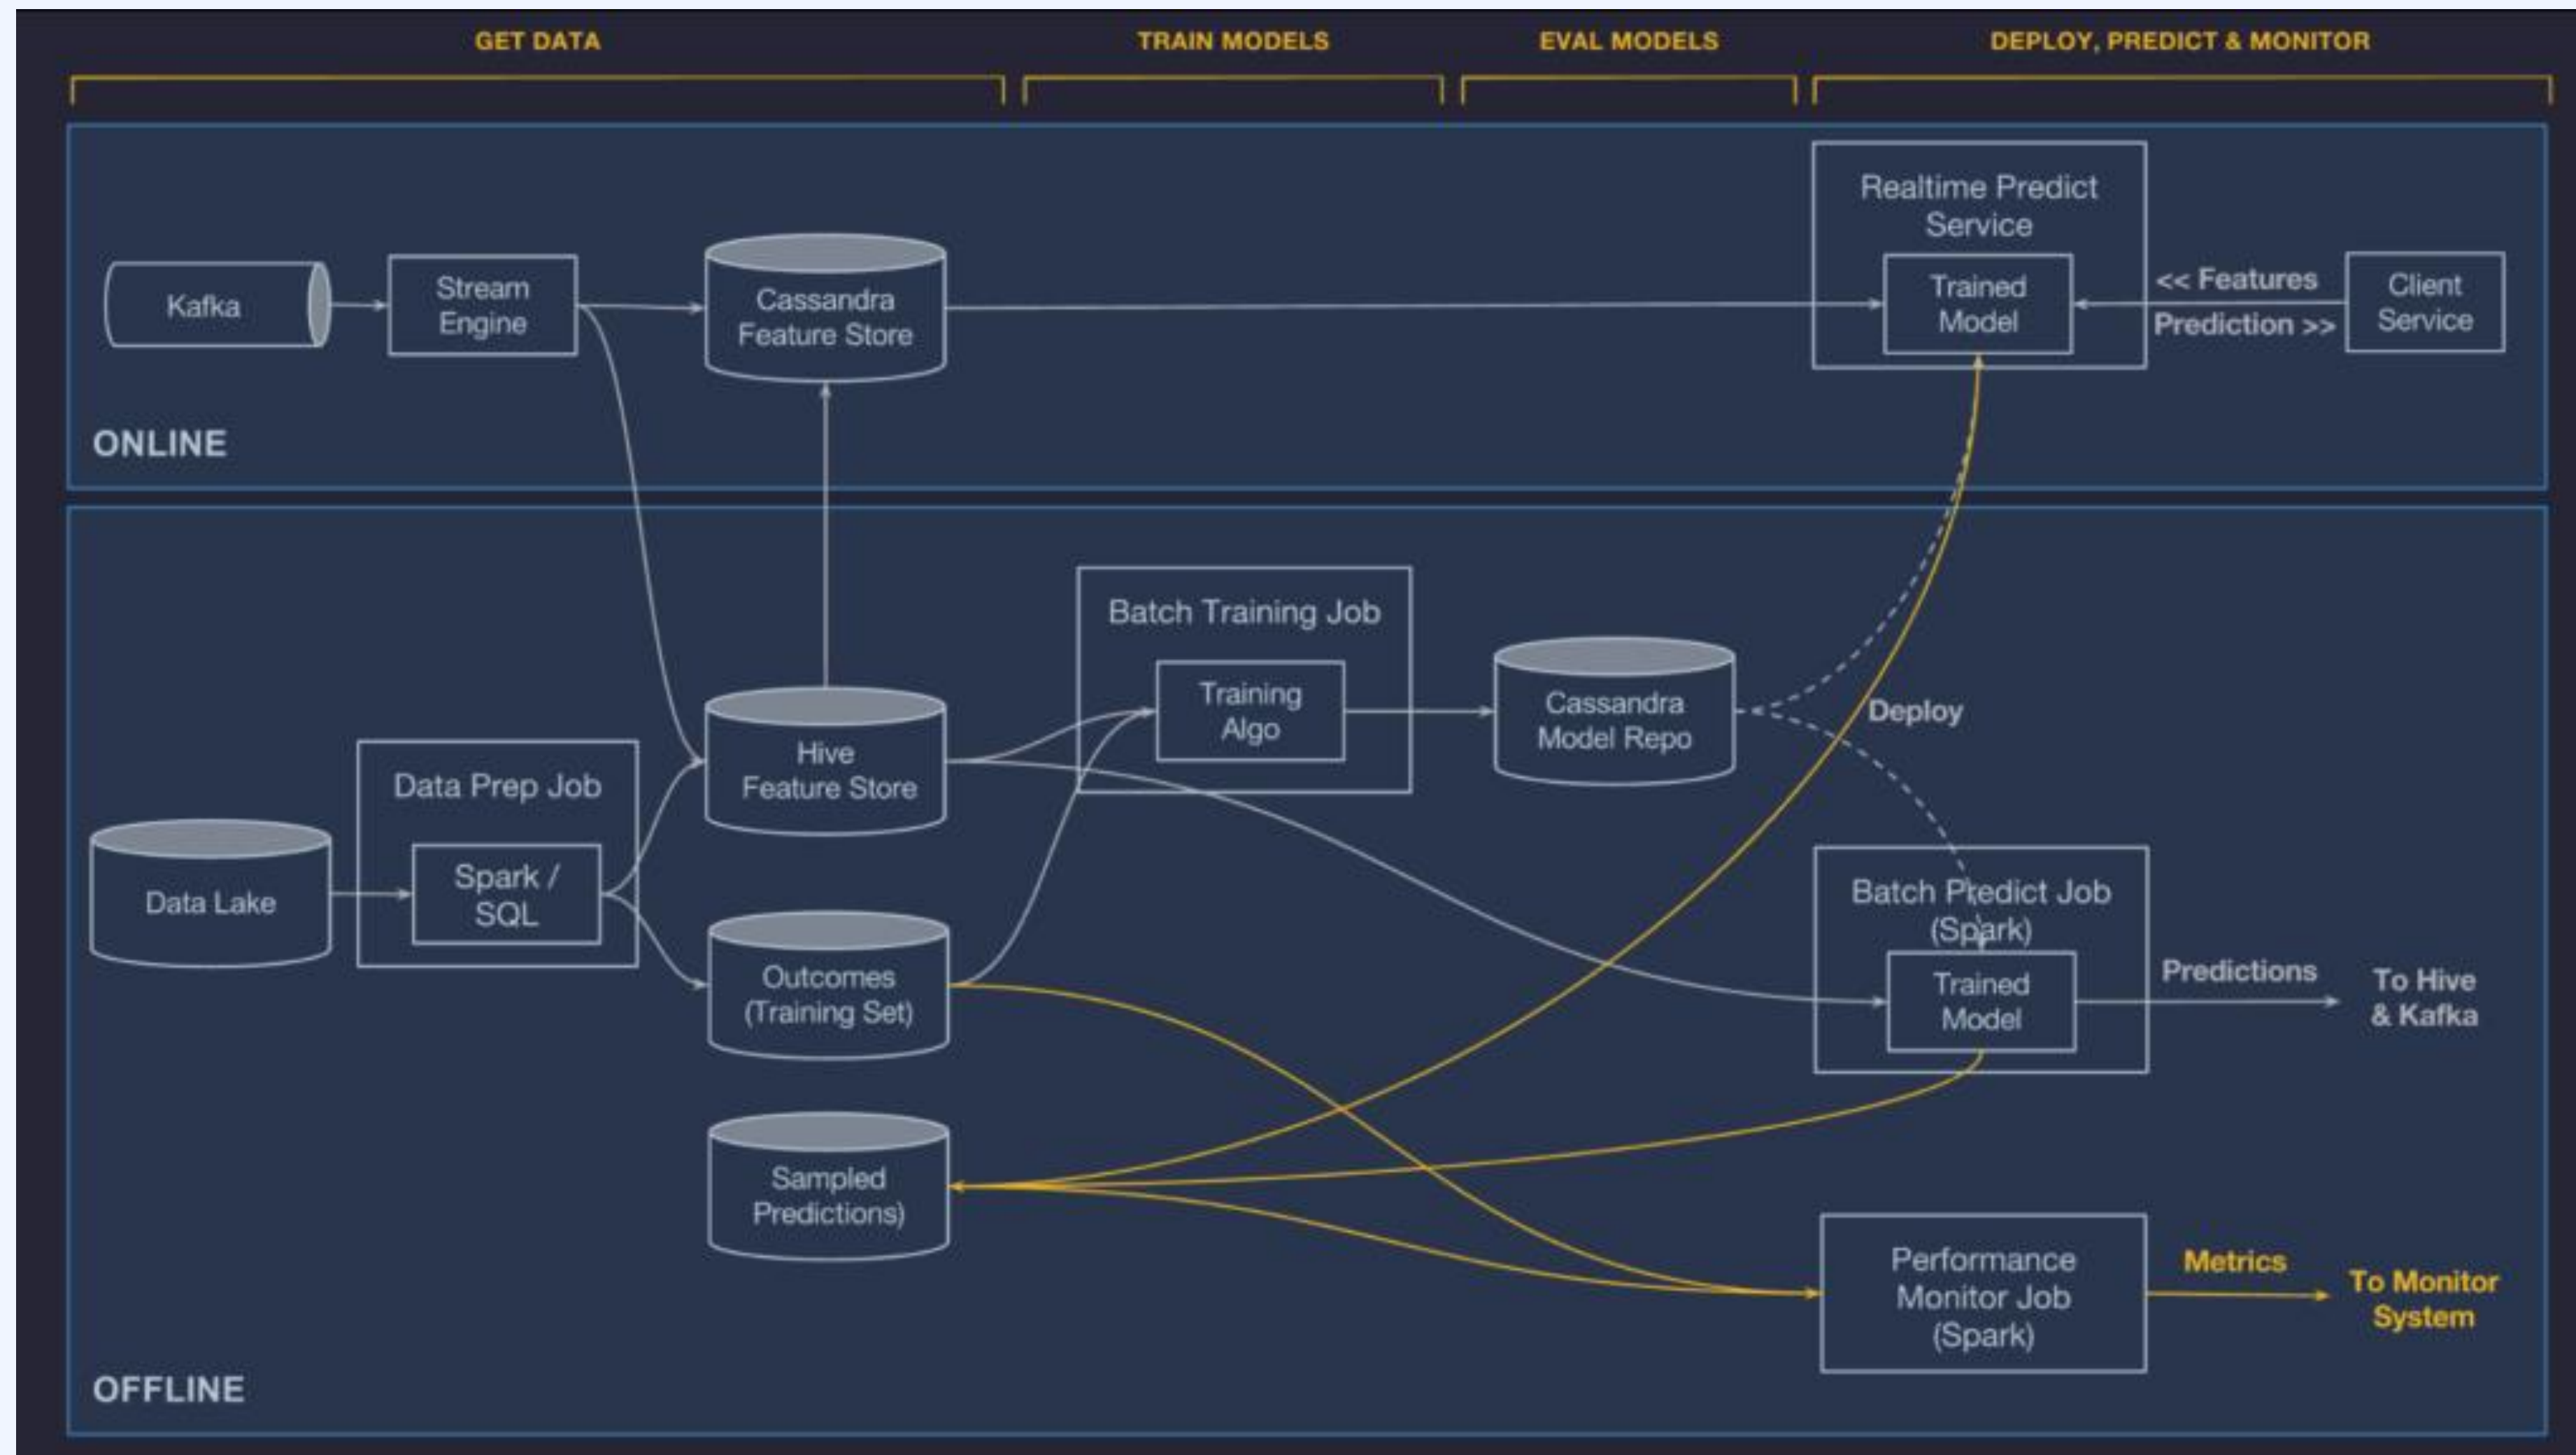 GET DATA
TRAIN MODELS
EVAL MODELS
DEPLOY, PREDICT & MONITOR
Realtime Predict
Service
Kafka
Stream
Engine
Cassandra
Feature Store
Trained
Model
<< Features
Prediction >>
Client
Service
ONLINE
Batch Training Job
Training
Algo
Cassandra
Model Repo
Deploy
Hive
Feature Store
Data Prep Job
Data Lake
Spark /
SQL
Outcomes
(Training Set)
Batch Predict Job
(Spark)
Trained
Model
Predictions
To Hive
& Kafka
Sampled
Predictions)
Performance
Monitor Job
(Spark)
Metrics
To Monitor
System
OFFLINE